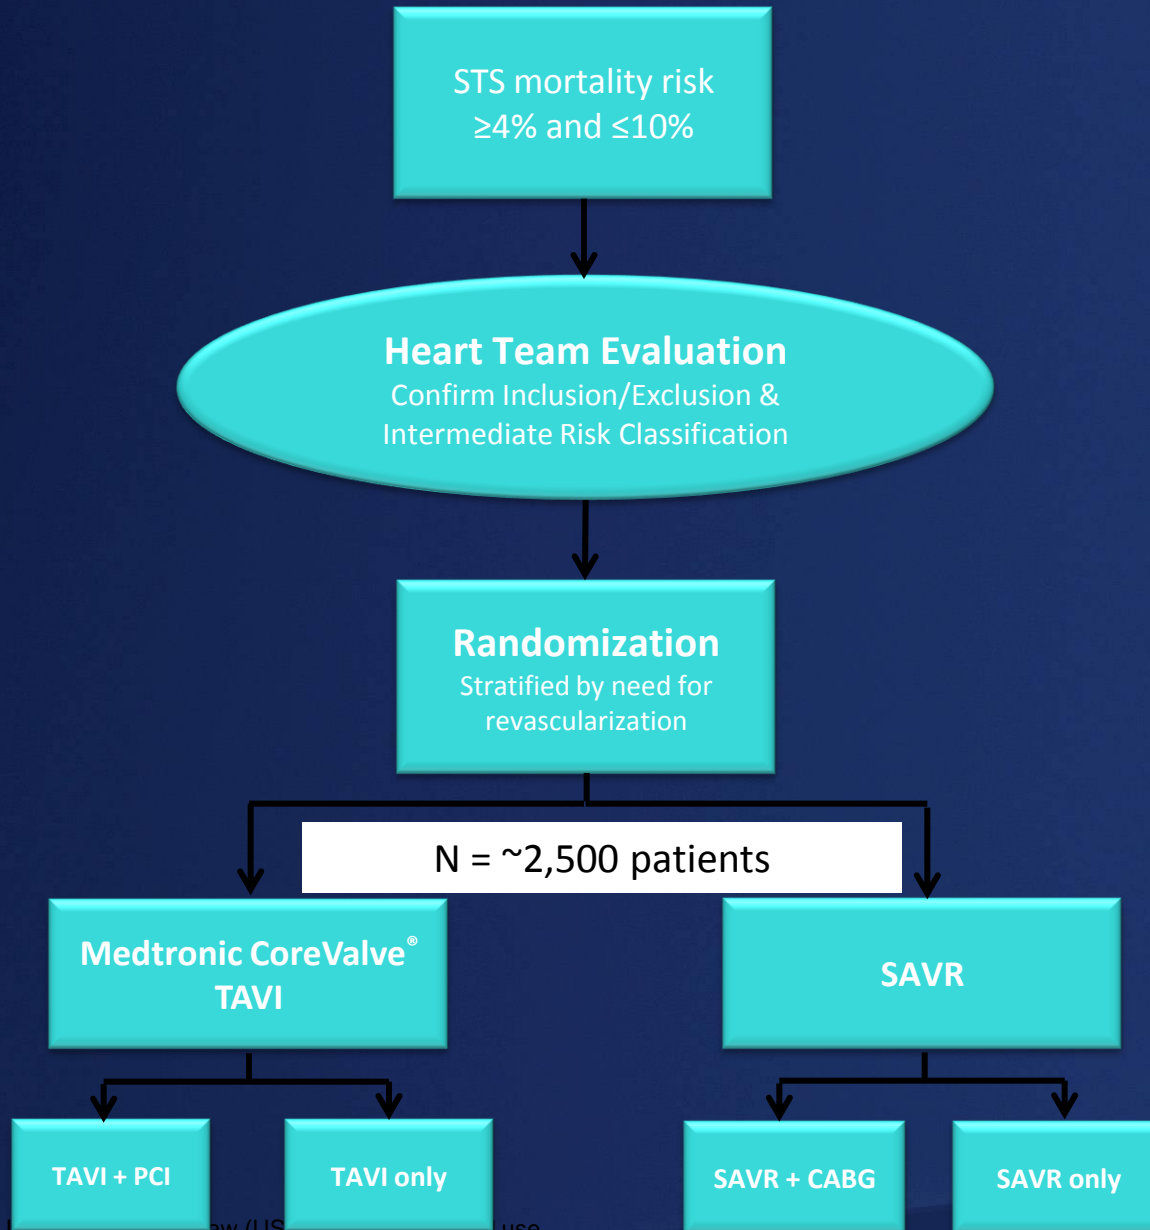 STS mortality risk
≥4% and ≤10%
Heart Team Evaluation
Confirm Inclusion/Exclusion &
Intermediate Risk Classification
Randomization
Stratified by need for
revascularization
N = ~2,500 patients
Medtronic CoreValve®
TAVI
SAVR
TAVI + PCI
TAVI only
SAVR + CABG
SAVR only
use